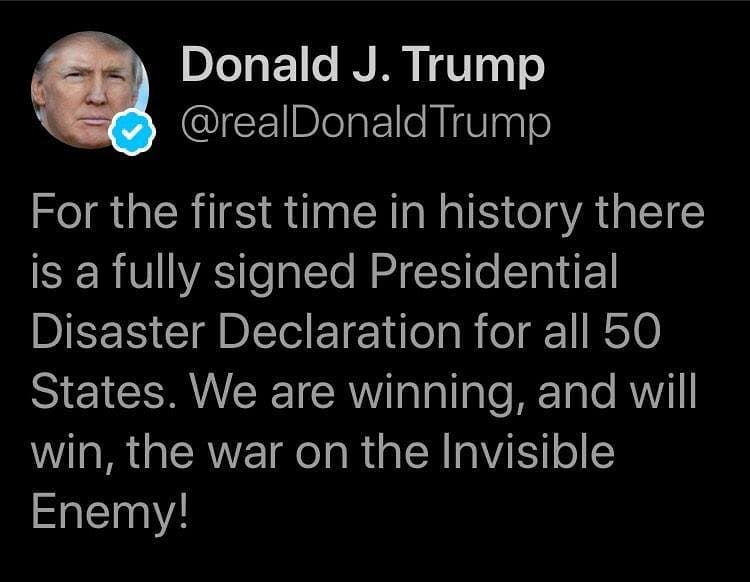 Donald J. Trump
@realDonaldTrump
For the first time in history there
is a fully signed Presidential
Disaster Declaration for all 50
States. We are winning, and will
win, the war on the Invisible
Enemy!